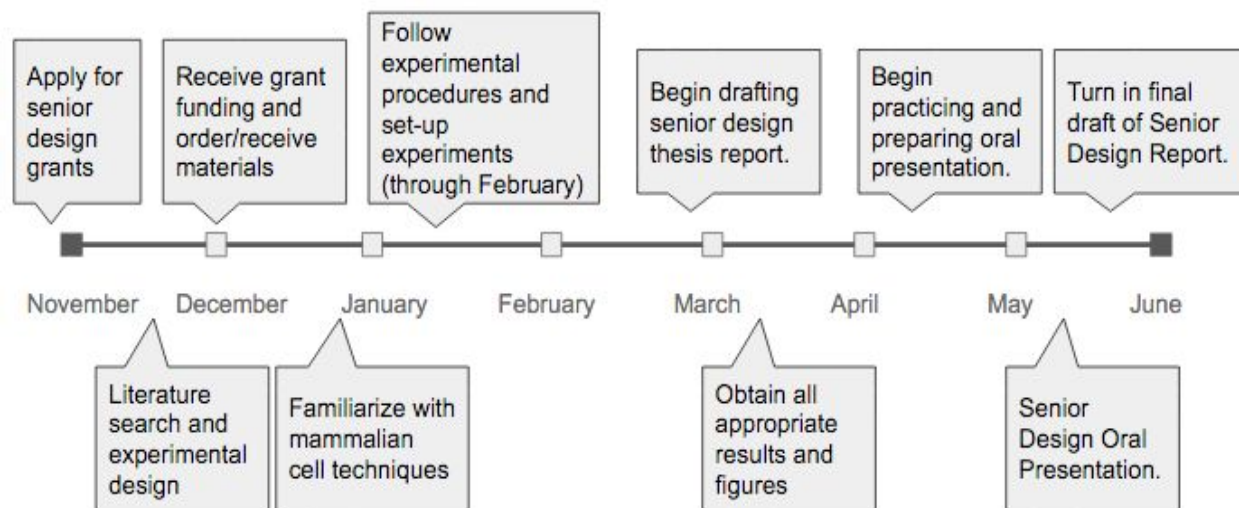 Apply for
senior
design
grants
Receive grant
funding and
order/receive
materials
Follow
experimental
procedures and
set-up
experiments
(through February)
Begin drafting
senior design
thesis report.
Begin
practicing and
preparing oral
presentation.
Turn in final
draft of Senior
Design Report.
November
December
January
February
March
April
May
June
Literature
search and
experimental
design
Familiarize with
mammalian
cell techniques
Obtain all
appropriate
results and
figures
Senior
Design Oral
Presentation.